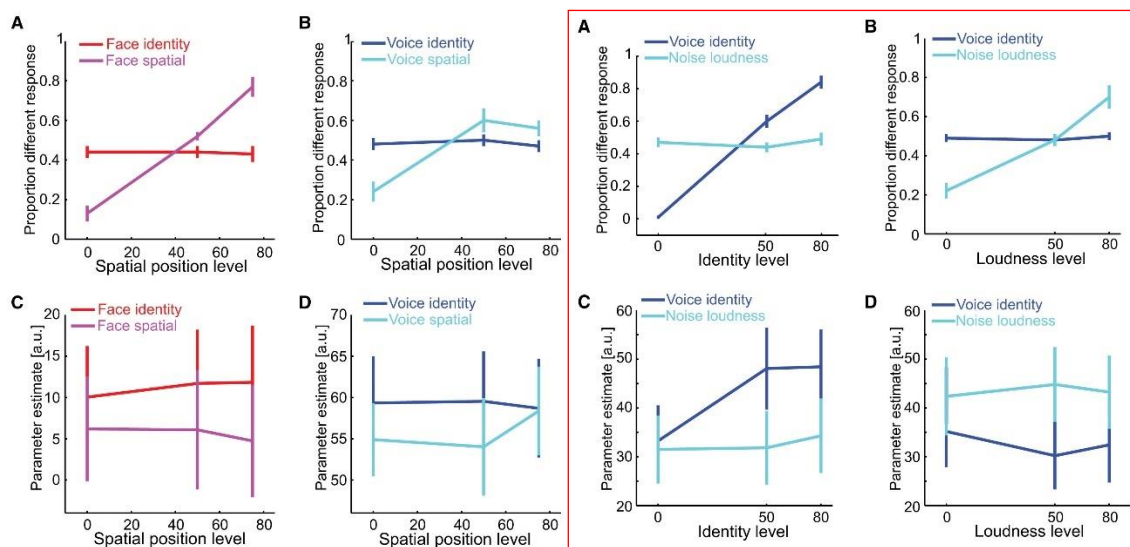 A
Face identity
Face spatial
Proportion different response
1
0.8
0.6
0.4
0.2
0
0 20 40 60 80
Spatial position level
B
Voice identity
Voice spatial
Proportion different response
1
0.8
0.6
0.4
0.2
0
0 20 40 60 80
Spatial position level
A
Voice identity
Noise loudness
Proportion different response
1
0.8
0.6
0.4
0.2
0
0 50 80
Identity level
B
Voice identity
Noise loudness
Proportion different response
1
0.8
0.6
0.4
0.2
0
0 50 80
Loudness level
C
Face identity
Face spatial
Parameter estimate [a.u.]
20
15
10
5
0
0 20 40 60 80
Spatial position level
D
Voice identity
Voice spatial
Parameter estimate [a.u.]
70
65
60
55
50
0 20 40 60 80
Spatial position level
C
Voice identity
Noise loudness
Parameter estimate [a.u.]
60
50
40
30
20
0 50 80
Identity level
D
Voice identity
Noise loudness
Parameter estimate [a.u.]
60
50
40
30
20
0 50 80
Loudness level